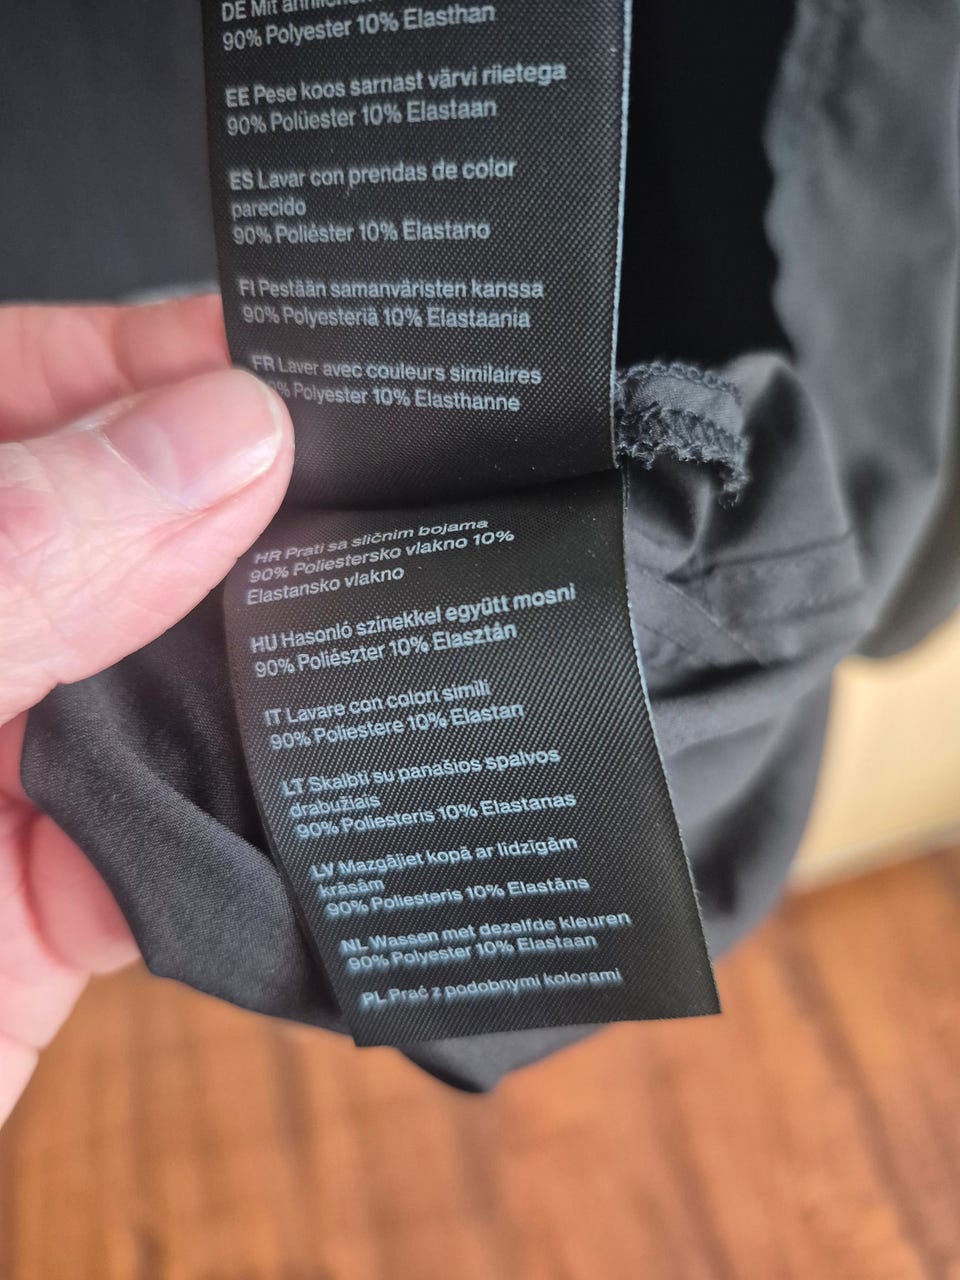 DE Mit
90% Polyester 10% Elasthan
EE Pese koos sarnast värvi riietega
90% Polüester 10% Elastaan
ES Lavar con prendas de color
parecido
90% Poliéster 10% Elastano
FI Pestään samanväristen kanssa
90% Polyesteriä 10% Elastaania
FR Laver avec couleurs similaires
Polyester 10% Elasthanne
HR Prati sa sličnim bojama
90% Poliestersko vlakno 10%
Elastansko vlakno
HU Hasonló színekkel együtt mosni
90% Poliészter 10% Elasztán
IT Lavare con colori simili
90% Poliestere 10% Elastan
LT Skalbti su panašios spalvos
drabužiais
90% Poliesteris 10% Elastanas
LV Mazgājiet kopā ar līdzīgām
krāsām
90% Poliesteris 10% Elastāns
NL Wassen met dezelfde kleuren
90% Polyester 10% Elastaan
PL Prać z podobnymi kolorami